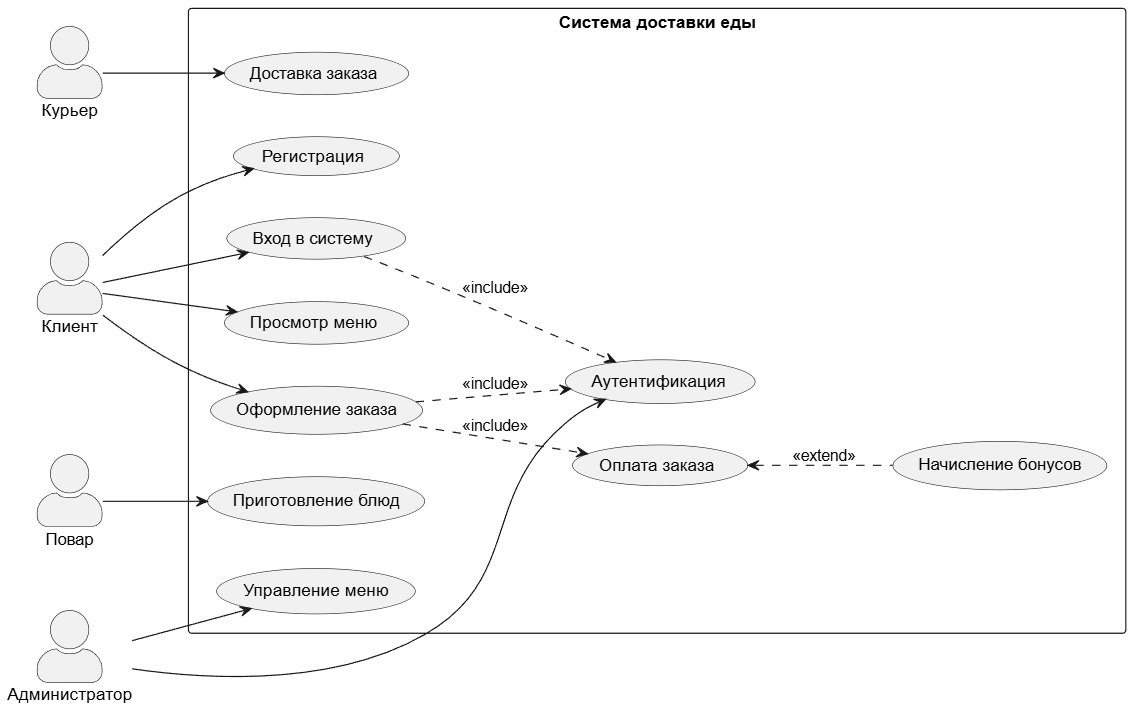 Система доставки еды
Доставка заказа
Курьер
Регистрация
Вход в систему
«include»
Просмотр меню
Клиент
Аутентификация
«include»
Оформление заказа
«include»
«extend»
Оплата заказа
Начисление бонусов
Приготовление блюд
Повар
Управление меню
Администратор